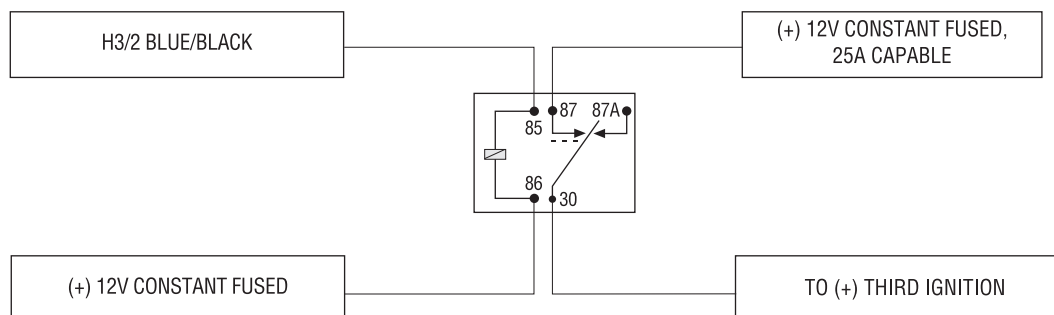 H3/2 BLUE/BLACK
(+) 12V CONSTANT FUSED,
25A CAPABLE
87
87A
85
86
30
(+) 12V CONSTANT FUSED
TO (+) THIRD IGNITION